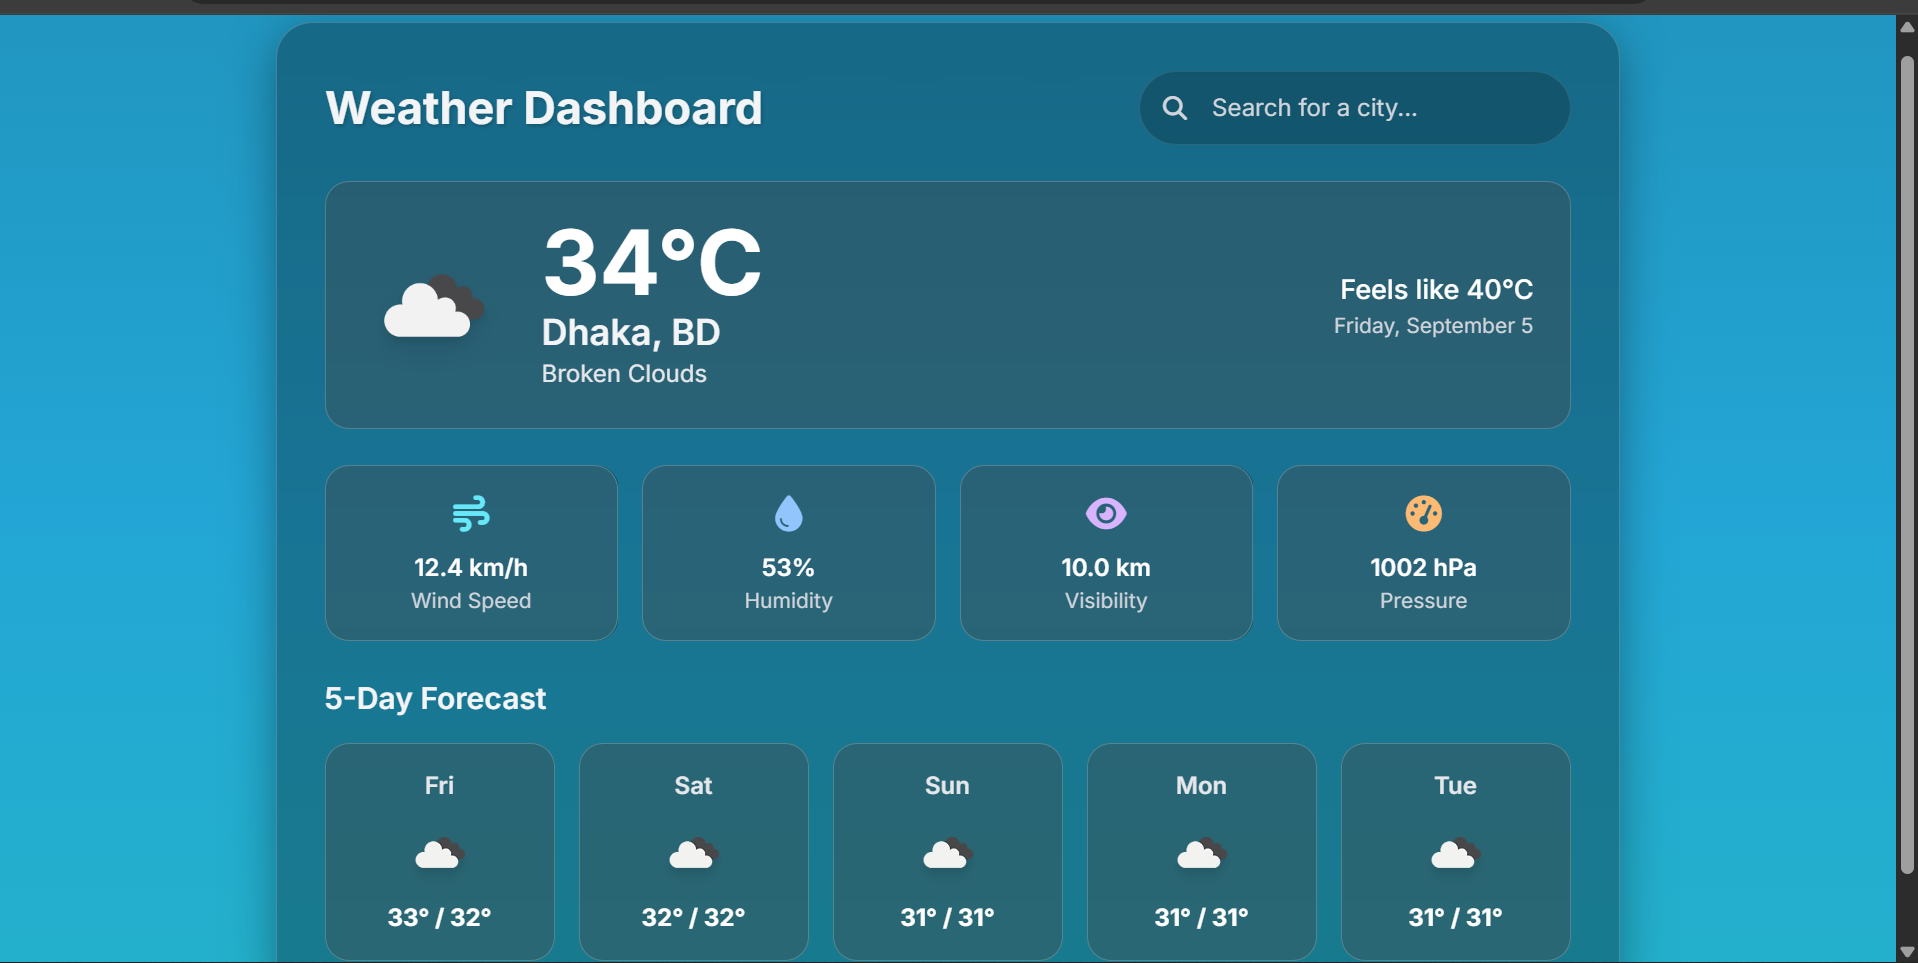 Weather Dashboard
Search for a city...
34°C
Dhaka, BD
Broken Clouds
Feels like 40°C
Friday, September 5
12.4 km/h
Wind Speed
53%
Humidity
10.0 km
Visibility
1002 hPa
Pressure
5-Day Forecast
Fri
33° / 32°
Sat
32° / 32°
Sun
31° / 31°
Mon
31° / 31°
Tue
31° / 31°